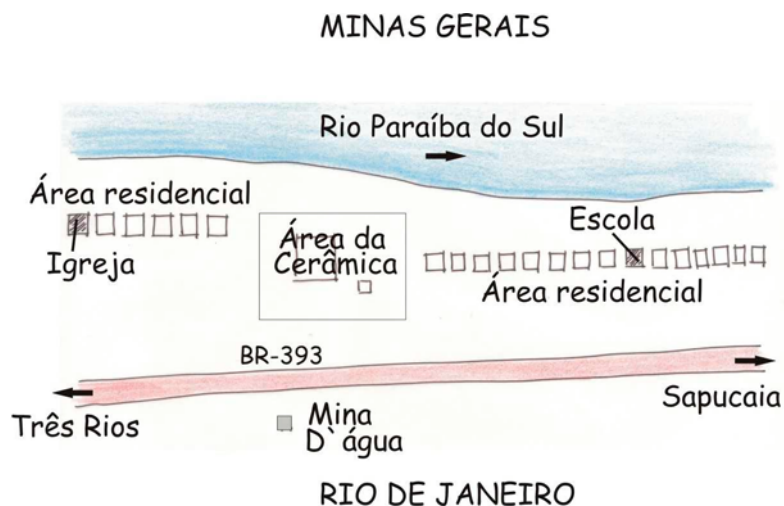 MINAS GERAIS
Rio Paraíba do Sul
Área residencial
Igreja
Área da
Cerâmica
Escola
Área residencial
BR-393
Três Rios
Sapucaia
Mina
D`água
RIO DE JANEIRO